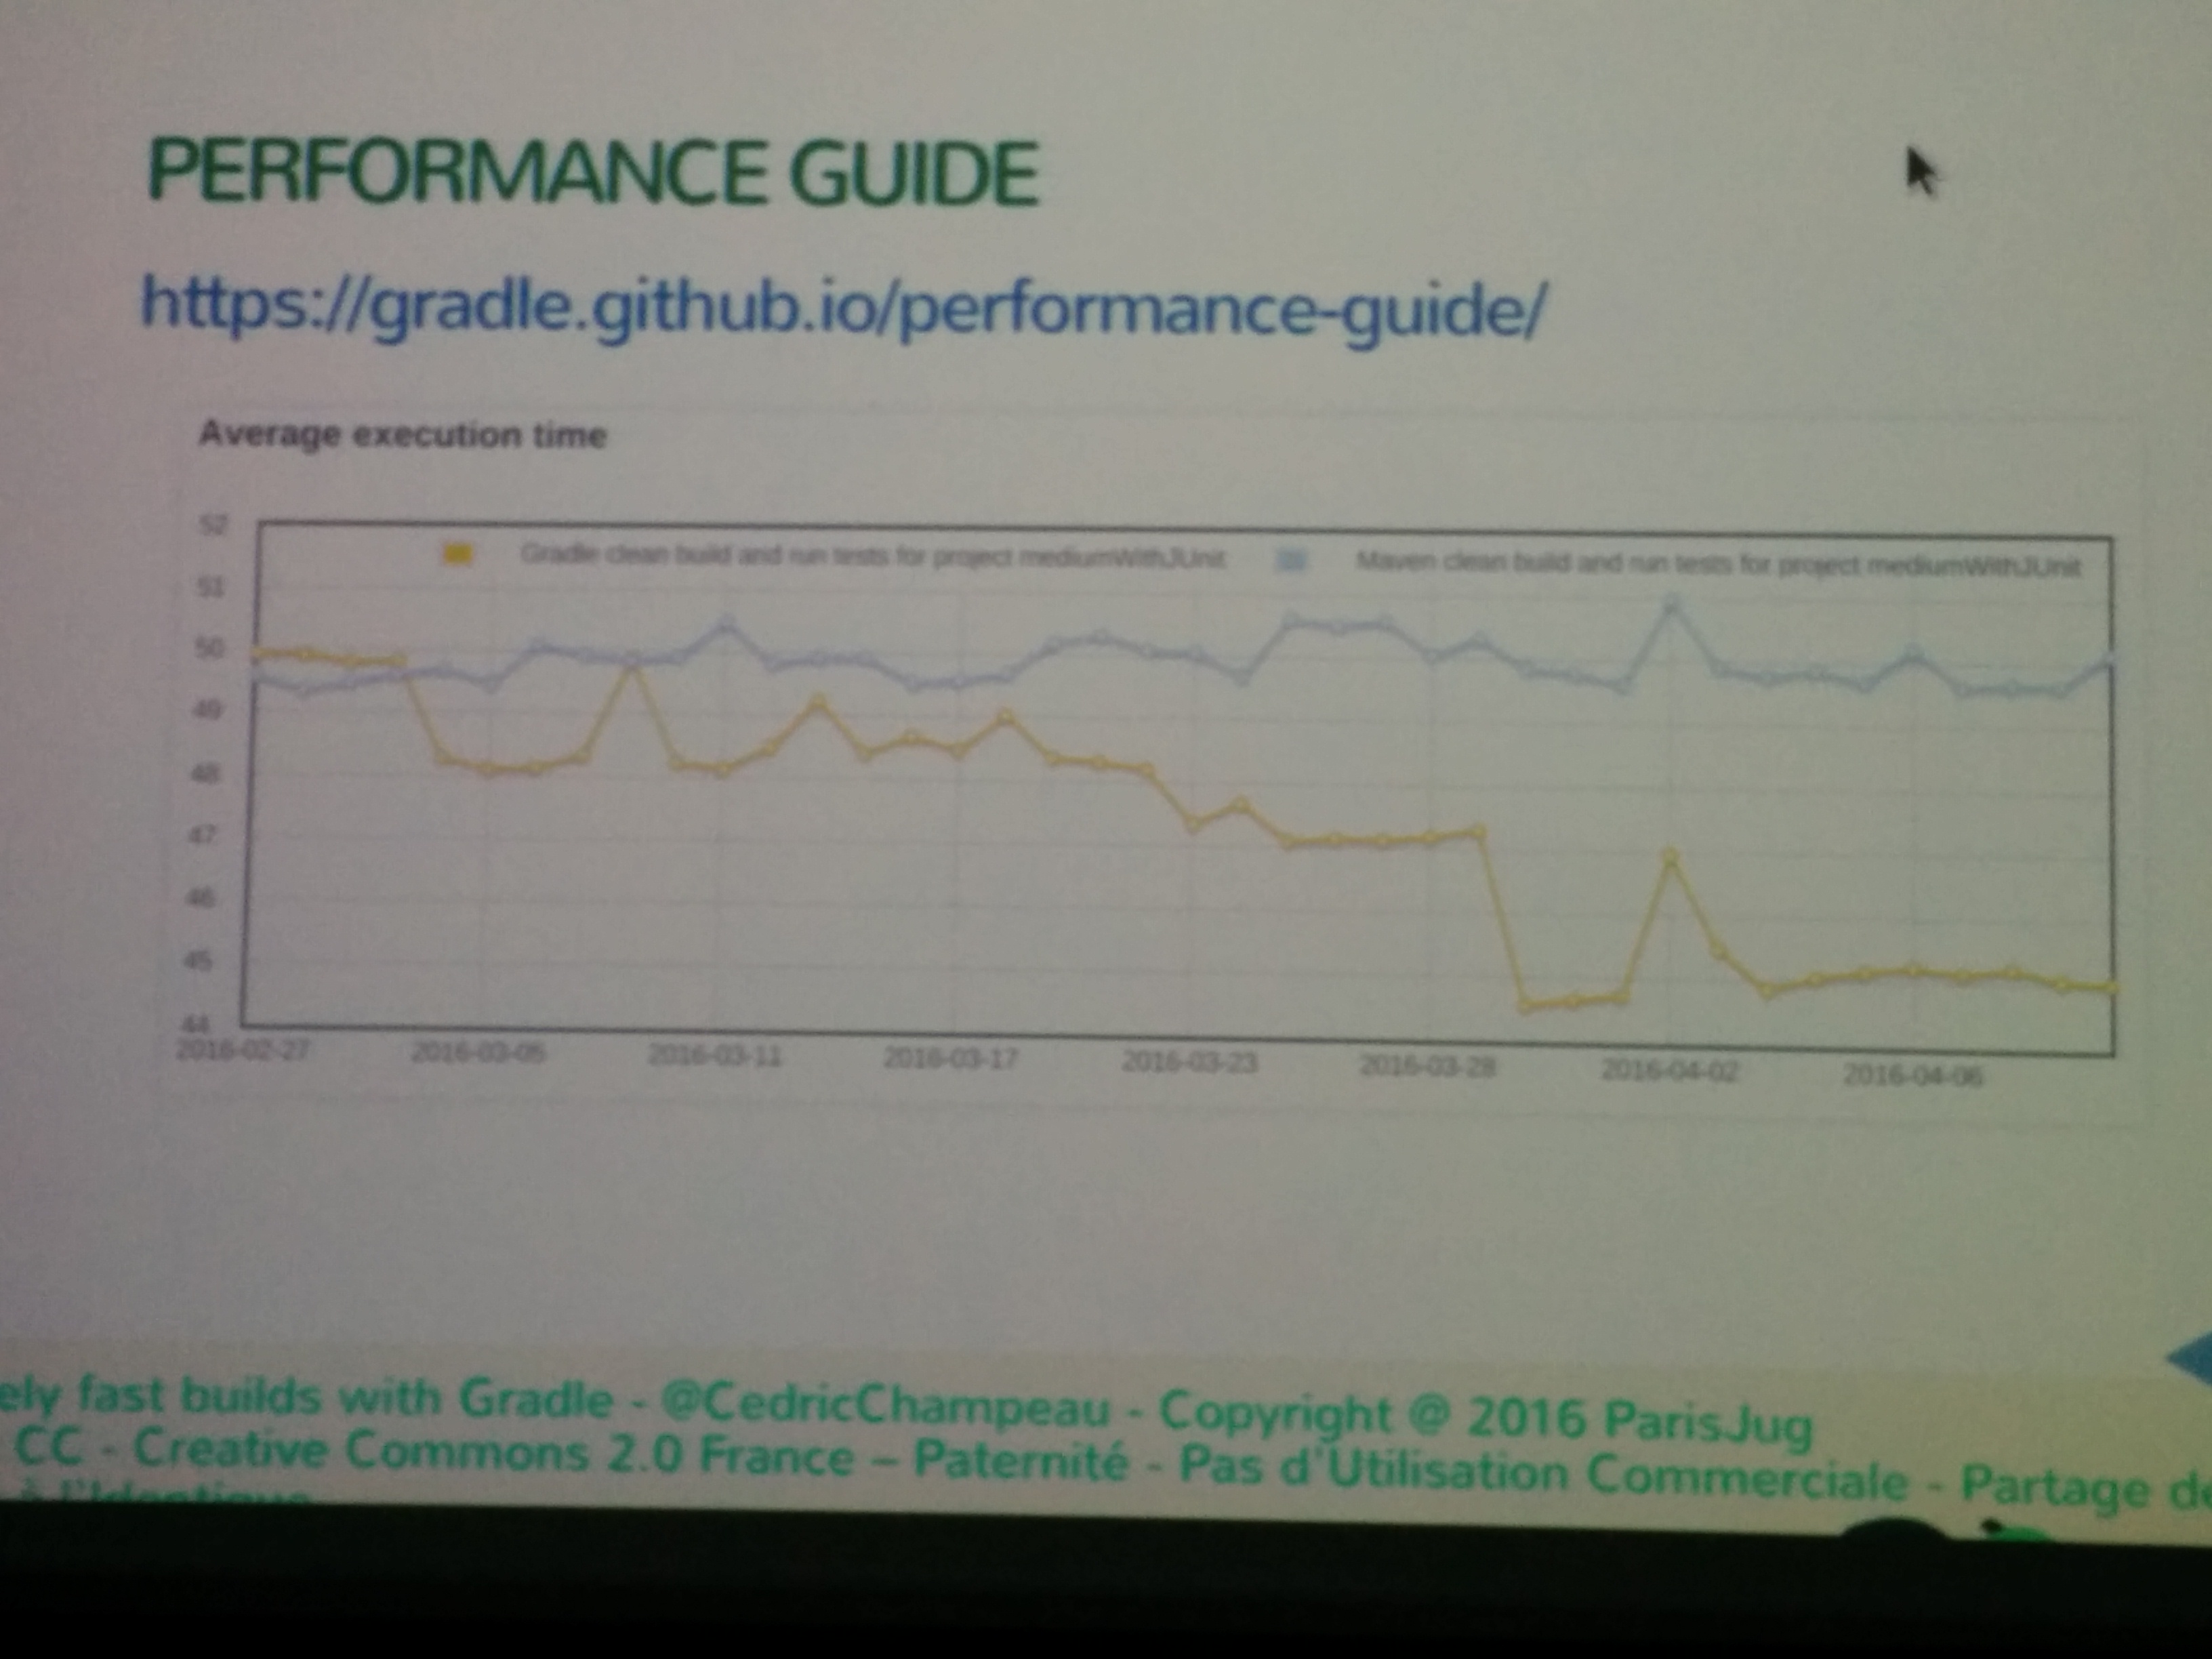 PERFORMANCE GUIDE
https://gradle.github.io/performance-guide/
Average execution time
52
Gradle clean build and run tests for project mediumWithJUnit
Maven clean build and run tests for project mediumWithJUnit
51
50
49
48
47
46
45
44
2016-02-27 2016-03-05 2016-03-11 2016-03-17 2016-03-23 2016-03-28 2016-04-02 2016-04-06
ely fast builds with Gradle - @CedricChampeau - Copyright @ 2016 ParisJug
CC - Creative Commons 2.0 France – Paternité - Pas d'Utilisation Commerciale - Partage de
à l'Identique